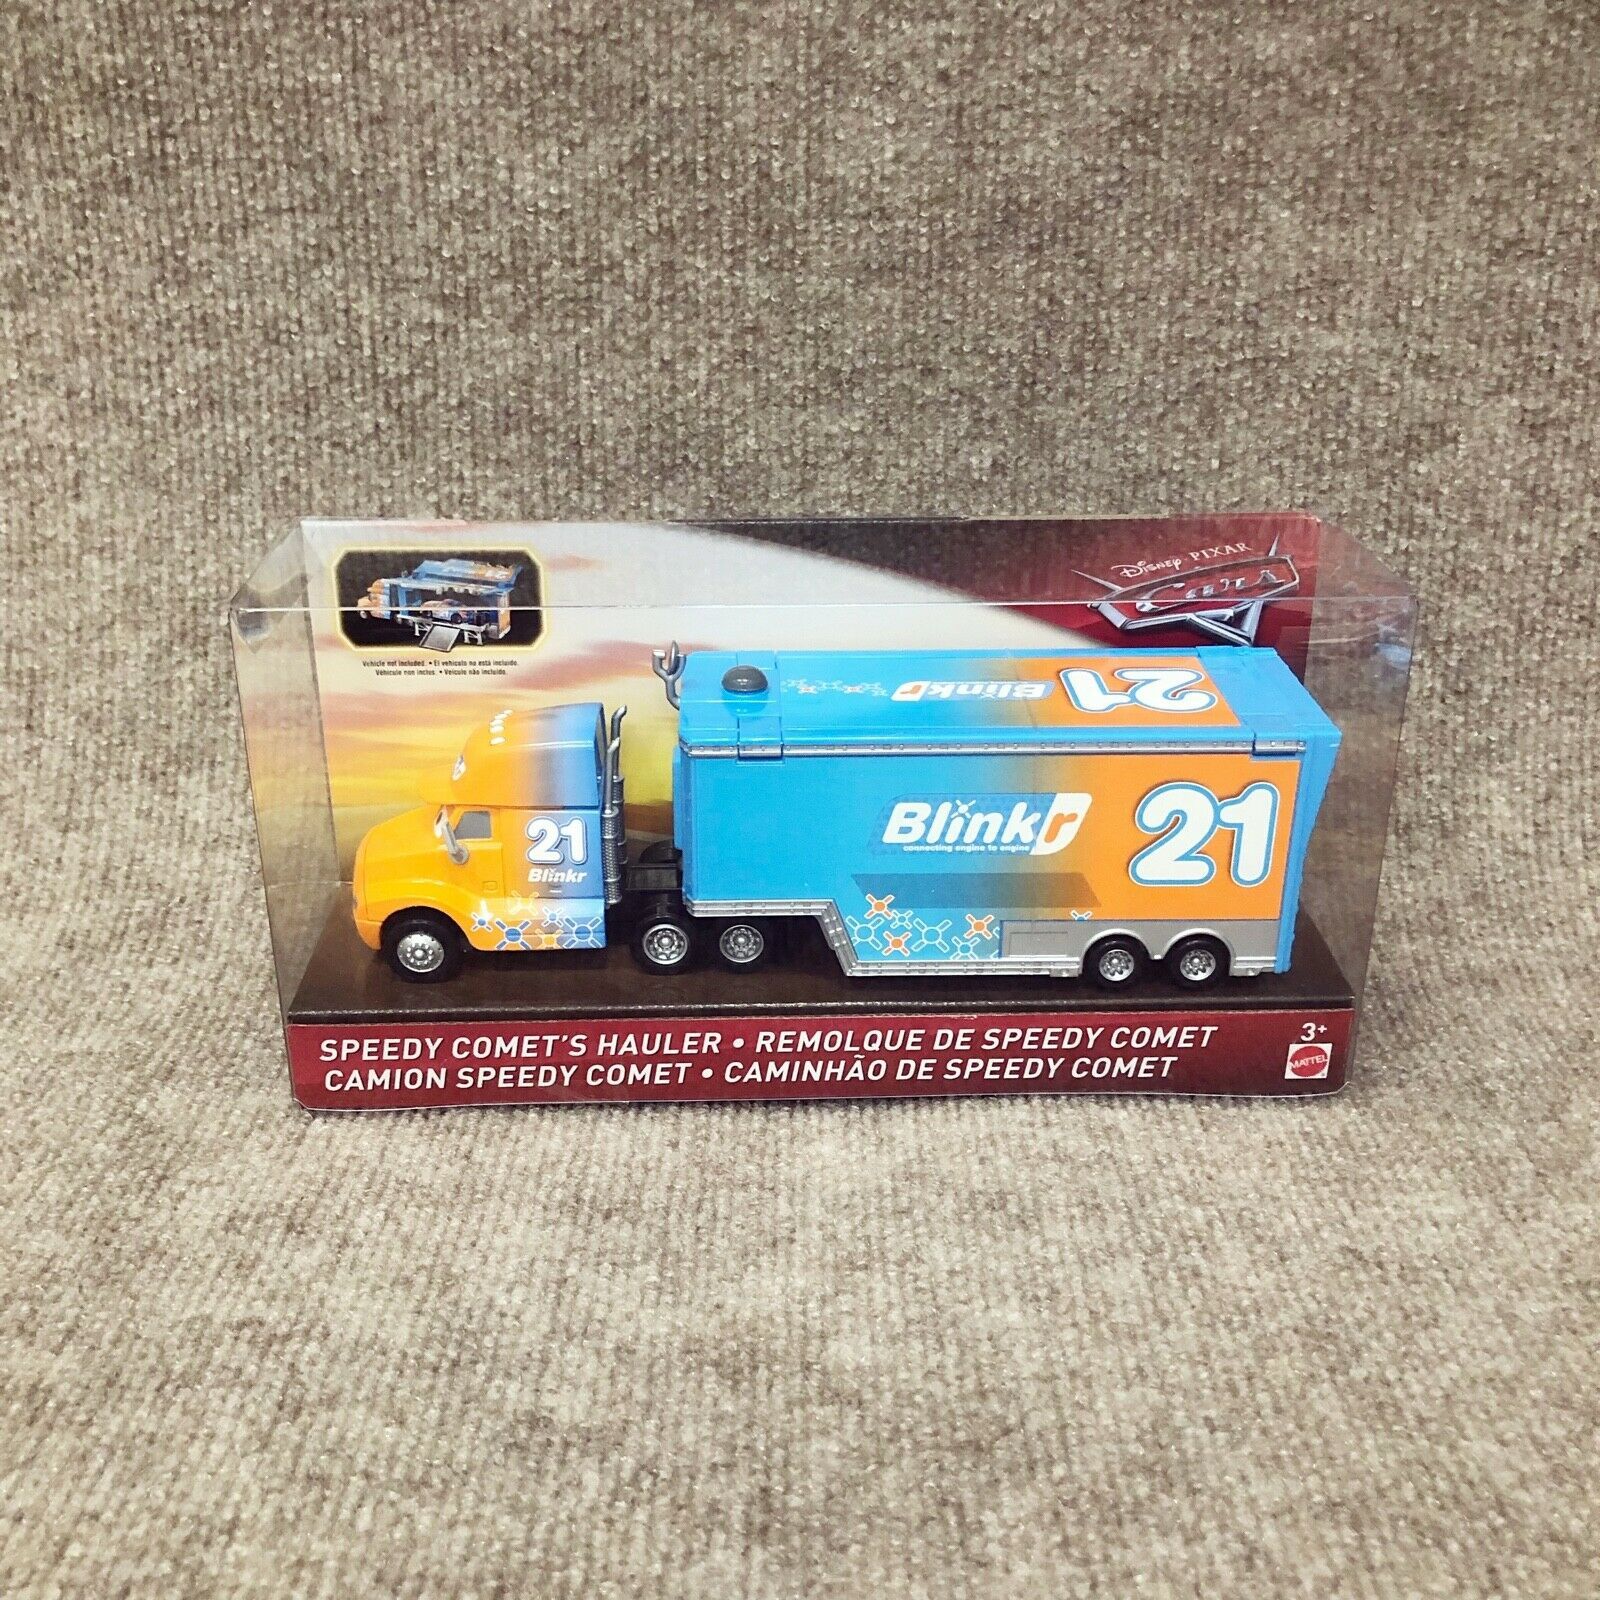 DISNEY PIXAR
Cars
21
Vehicle not included. • El vehículo no está incluido.
Véhicule non inclus. • Veículo não incluído.
Blinkr 21
21
Blinkr
Blinkr
connecting engine to engine
21
SPEEDY COMET'S HAULER • REMOLQUE DE SPEEDY COMET
CAMION SPEEDY COMET • CAMINHÃO DE SPEEDY COMET
3+
MATTEL